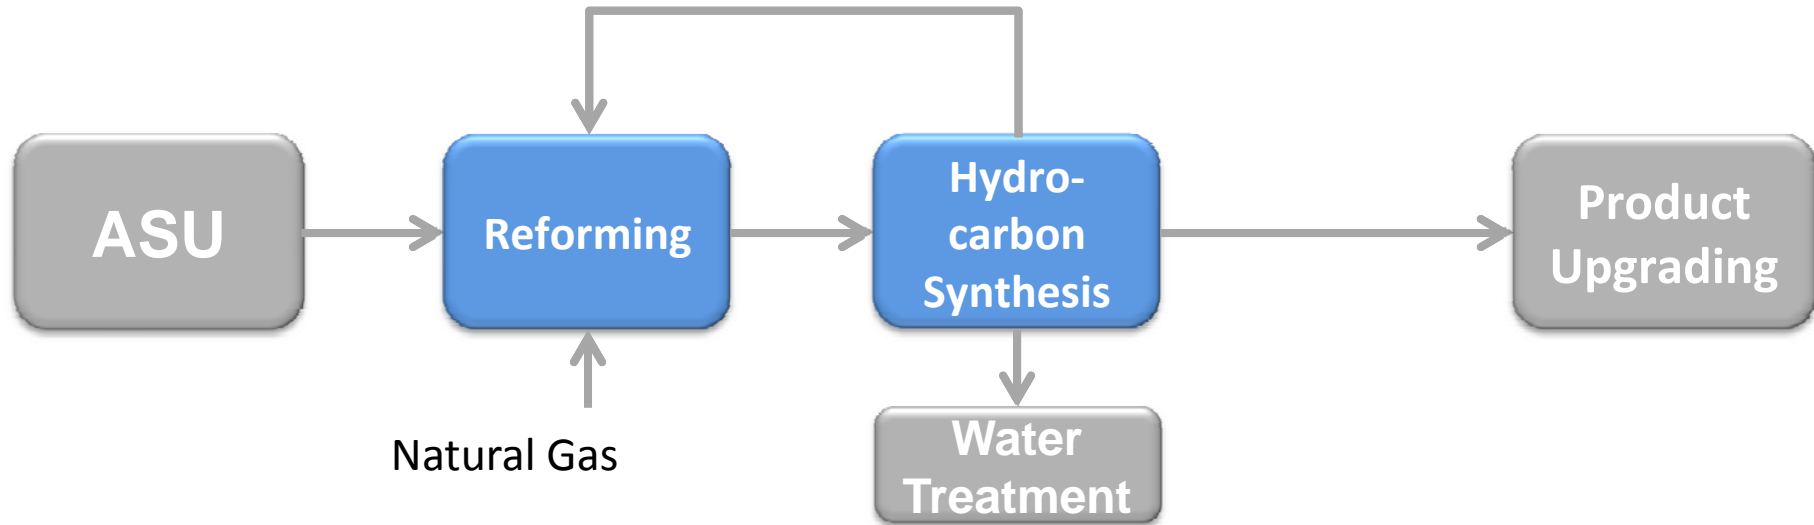 ASU
Reforming
Hydro-
carbon
Synthesis
Product
Upgrading
Natural Gas
Water
Treatment